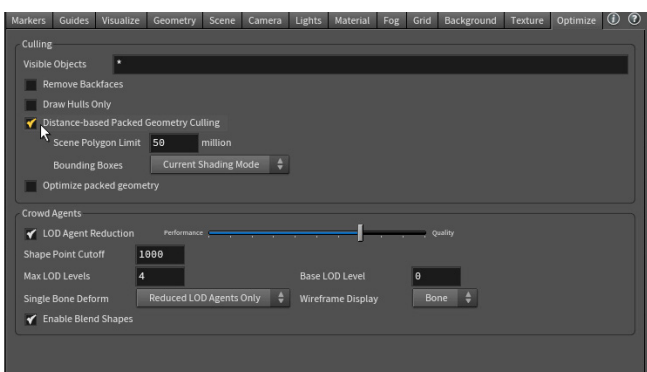 Markers Guides Visualize Geometry Scene Camera Lights Material Fog Grid Background Texture Optimize i ?
Culling
Visible Objects *
Remove Backfaces
Draw Hulls Only
Distance-based Packed Geometry Culling
Scene Polygon Limit 50 million
Bounding Boxes Current Shading Mode
Optimize packed geometry
Crowd Agents
LOD Agent Reduction Performance Quality
Shape Point Cutoff 1000
Max LOD Levels 4 Base LOD Level 0
Single Bone Deform Reduced LOD Agents Only Wireframe Display Bone
Enable Blend Shapes